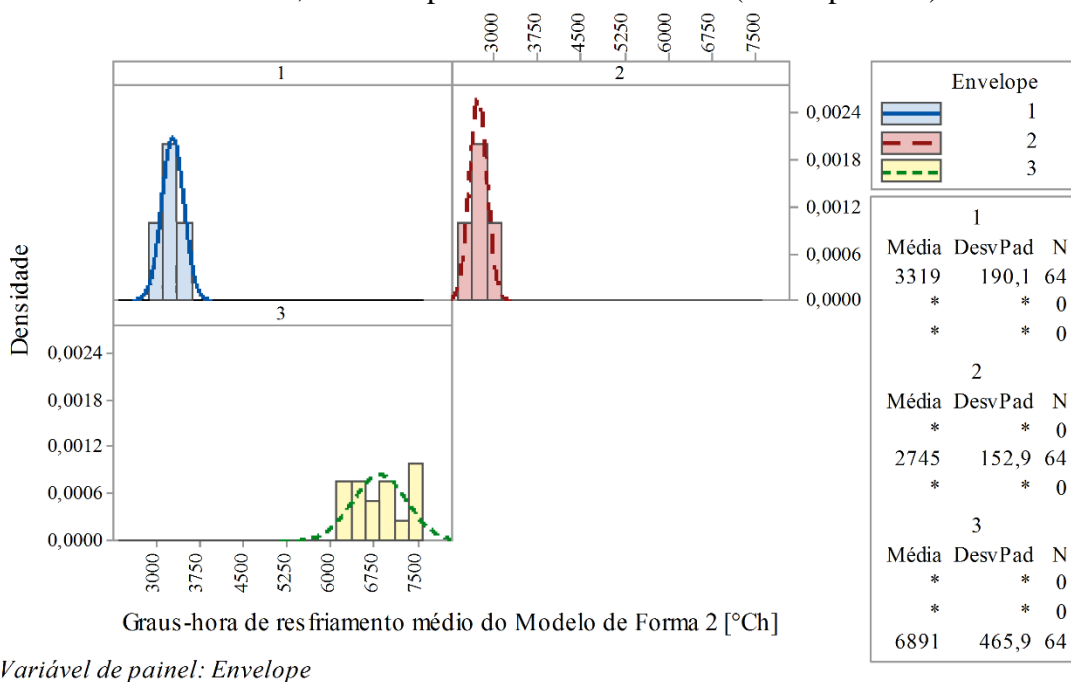 3000 3750 4500 5250 6000 6750 7500
1 2
0,0024
0,0018
0,0012
0,0006
0,0000
3
0,0024
0,0018
0,0012
0,0006
0,0000
Densidade
3000 3750 4500 5250 6000 6750 7500
Graus-hora de resfriamento médio do Modelo de Forma 2 [°Ch]
Variável de painel: Envelope
Envelope
1
2
3
1
Média DesvPad N
3319 190,1 64
* * 0
* * 0
2
Média DesvPad N
* * 0
2745 152,9 64
* * 0
3
Média DesvPad N
* * 0
* * 0
6891 465,9 64